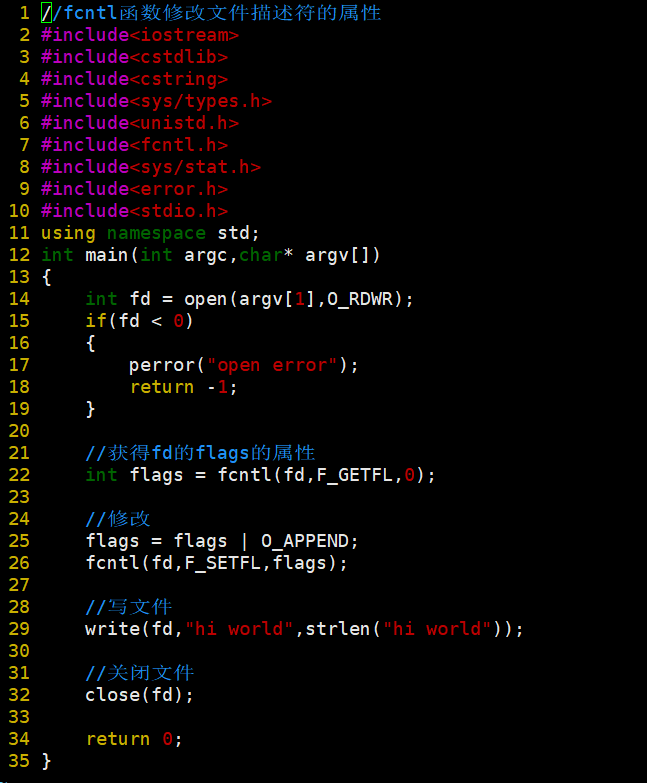 1 //fcntl函数修改文件描述符的属性
2 #include<iostream>
3 #include<cstdlib>
4 #include<cstring>
5 #include<sys/types.h>
6 #include<unistd.h>
7 #include<fcntl.h>
8 #include<sys/stat.h>
9 #include<error.h>
10 #include<stdio.h>
11 using namespace std;
12 int main(int argc,char* argv[])
13 {
14     int fd = open(argv[1],O_RDWR);
15     if(fd < 0)
16     {
17         perror("open error");
18         return -1;
19     }
20
21     //获得fd的flags的属性
22     int flags = fcntl(fd,F_GETFL,0);
23
24     //修改
25     flags = flags | O_APPEND;
26     fcntl(fd,F_SETFL,flags);
27
28     //写文件
29     write(fd,"hi world",strlen("hi world"));
30
31     //关闭文件
32     close(fd);
33
34     return 0;
35 }